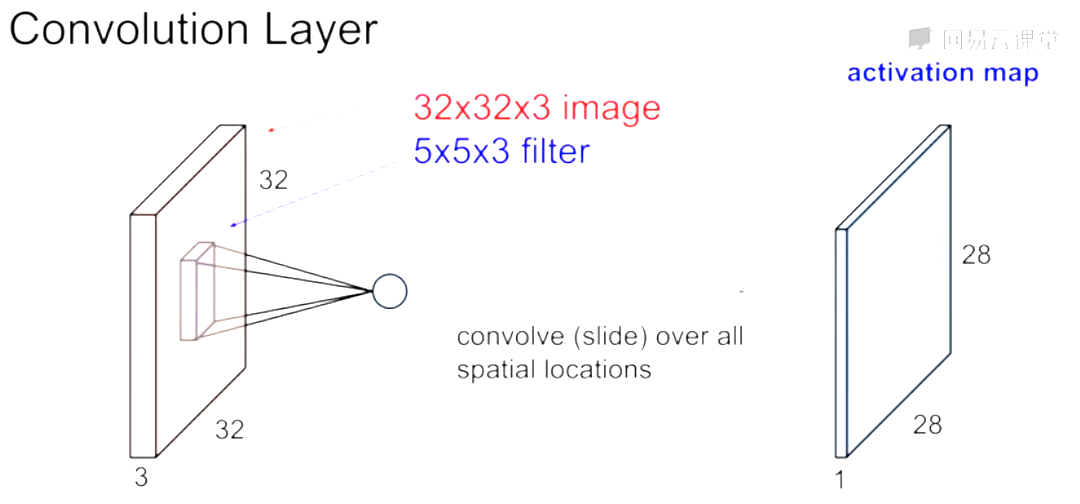 Convolution Layer
网易云课堂
activation map
32x32x3 image
5x5x3 filter
32
28
convolve (slide) over all
spatial locations
32
28
3
1